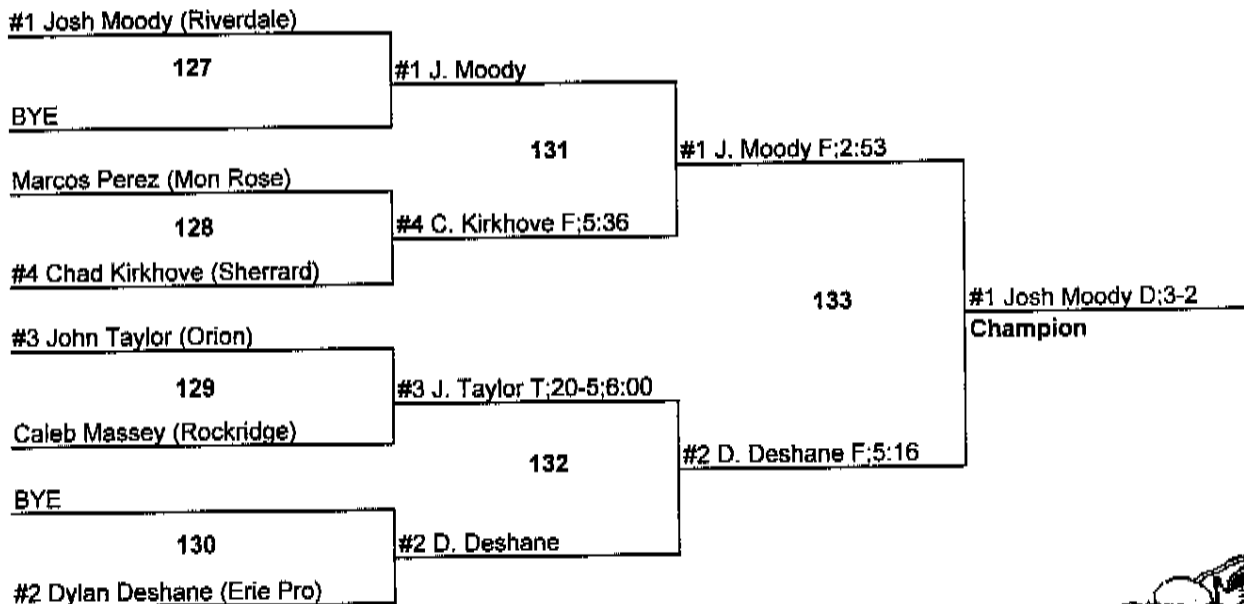 #1 Josh Moody (Riverdale)
127
#1 J. Moody
BYE
131
#1 J. Moody F;2:53
Marcos Perez (Mon Rose)
128
#4 C. Kirkhove F;5:36
#4 Chad Kirkhove (Sherrard)
133
#1 Josh Moody D;3-2
Champion
#3 John Taylor (Orion)
129
#3 J. Taylor T;20-5;6:00
Caleb Massey (Rockridge)
132
#2 D. Deshane F;5:16
BYE
130
#2 D. Deshane
#2 Dylan Deshane (Erie Pro)